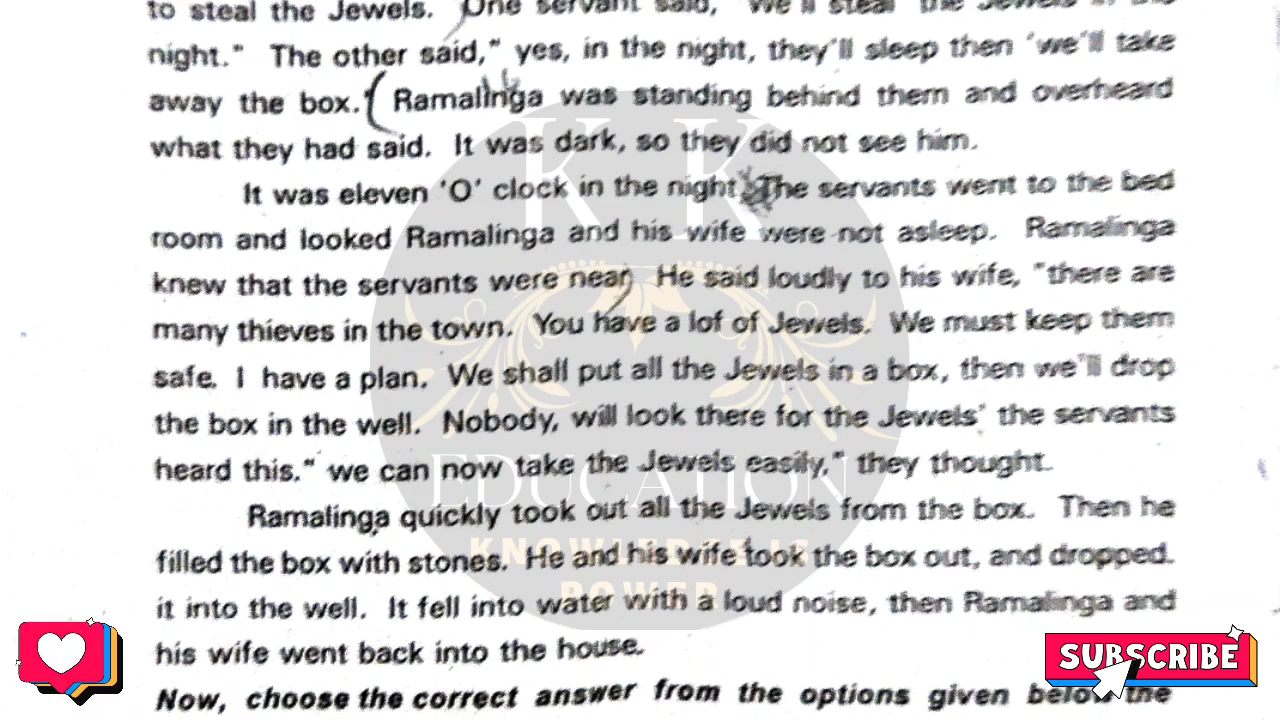 to steal the Jewels. One servant said, "We'll steal the Jewels in the
night." The other said," yes, in the night, they'll sleep then 'we'll take
away the box." Ramalinga was standing behind them and overheard
what they had said. It was dark, so they did not see him.
It was eleven 'O' clock in the night. The servants went to the bed
room and looked Ramalinga and his wife were not asleep. Ramalinga
knew that the servants were near. He said loudly to his wife, "there are
many thieves in the town. You have a lof of Jewels. We must keep them
safe. I have a plan. We shall put all the Jewels in a box, then we'll drop
the box in the well. Nobody, will look there for the Jewels' the servants
heard this." we can now take the Jewels easily," they thought.
Ramalinga quickly took out all the Jewels from the box. Then he
filled the box with stones. He and his wife took the box out, and dropped.
it into the well. It fell into water with a loud noise, then Ramalinga and
his wife went back into the house.
Now, choose the correct answer from the options given below the
K K
EDUCATION
KNOWLEDGE IS
POWER
SUBSCRIBE